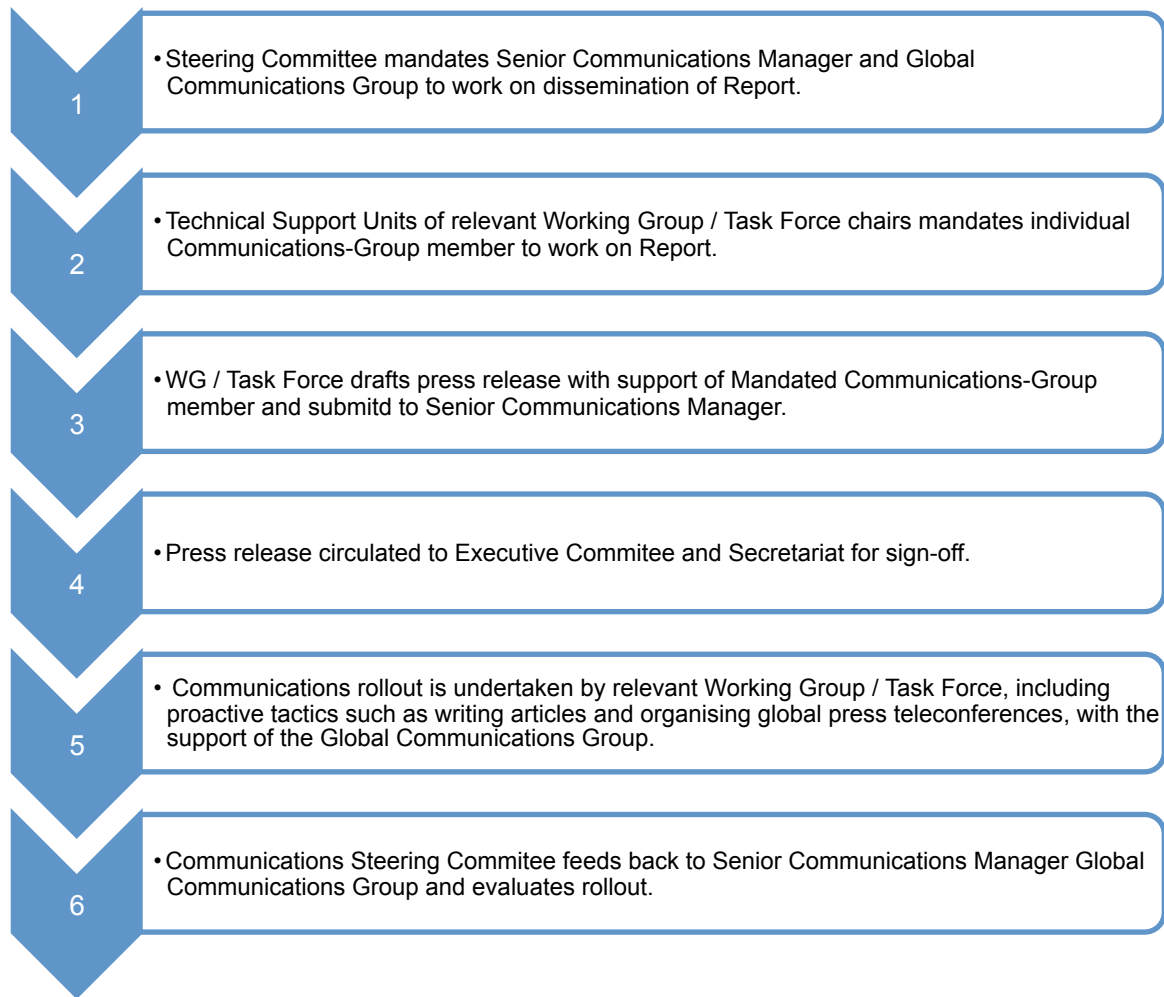 1
• Steering Committee mandates Senior Communications Manager and Global
Communications Group to work on dissemination of Report.
2
• Technical Support Units of relevant Working Group / Task Force chairs mandates individual
Communications-Group member to work on Report.
3
• WG / Task Force drafts press release with support of Mandated Communications-Group
member and submitd to Senior Communications Manager.
4
• Press release circulated to Executive Commitee and Secretariat for sign-off.
5
• Communications rollout is undertaken by relevant Working Group / Task Force, including
proactive tactics such as writing articles and organising global press teleconferences, with the
support of the Global Communications Group.
6
• Communications Steering Commitee feeds back to Senior Communications Manager Global
Communications Group and evaluates rollout.